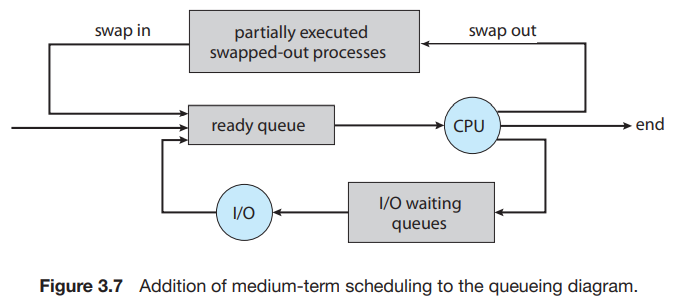 swap in
partially executed
swapped-out processes
swap out
ready queue
CPU
end
I/O
I/O waiting
queues
Figure 3.7 Addition of medium-term scheduling to the queueing diagram.